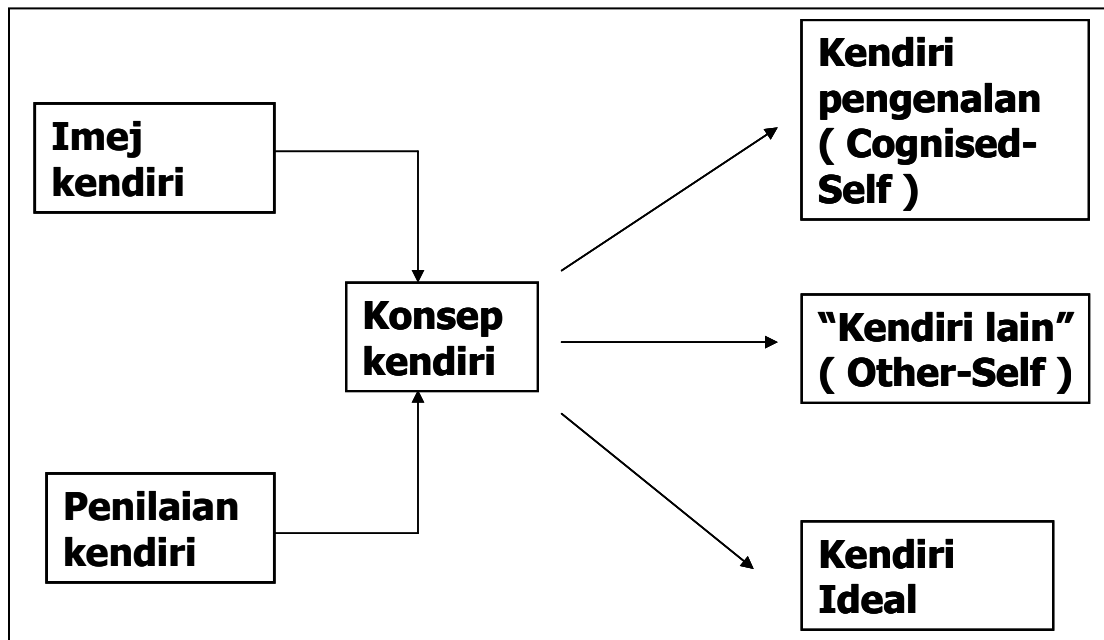 Imej
kendiri
Penilaian
kendiri
Konsep
kendiri
Kendiri
pengenalan
( Cognised-
Self )
“Kendiri lain”
( Other-Self )
Kendiri
Ideal